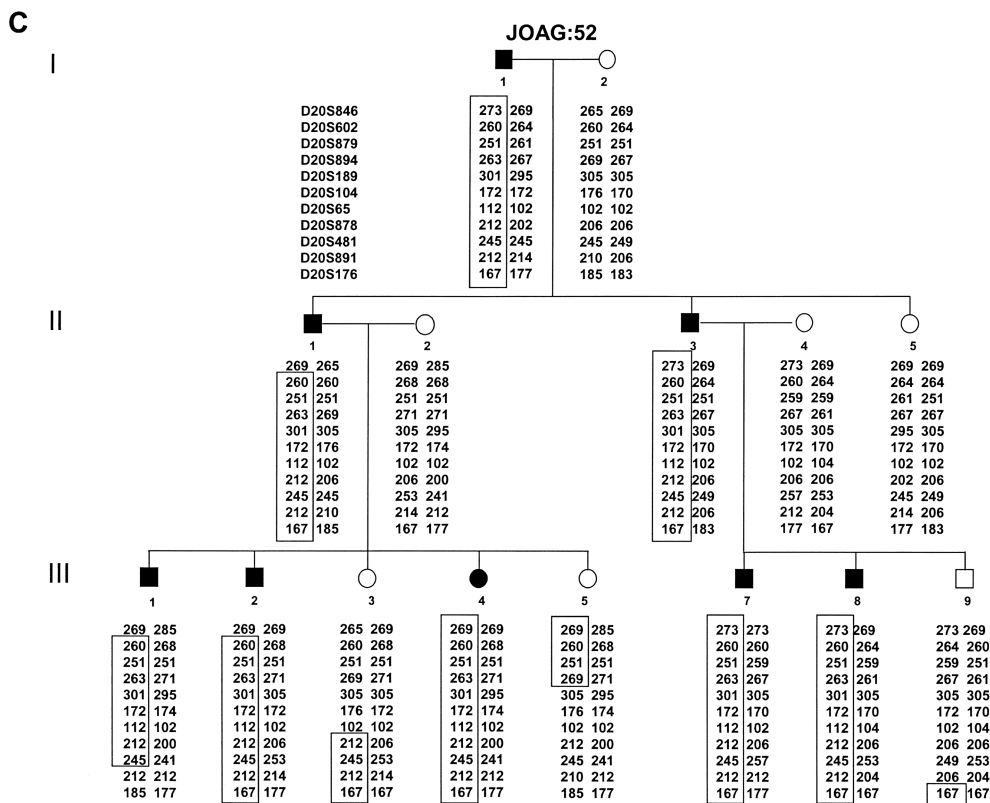 C
JOAG:52
I
1 2
D20S846 273 269 265 269
D20S602 260 264 260 264
D20S879 251 261 251 251
D20S894 263 267 269 267
D20S189 301 295 305 305
D20S104 172 172 176 170
D20S65 112 102 102 102
D20S878 212 202 206 206
D20S481 245 245 245 249
D20S891 212 214 210 206
D20S176 167 177 185 183
II
1 2 3 4 5
269 265 269 285 273 269 273 269 269 269
260 260 268 268 260 264 260 264 264 264
251 251 251 251 251 251 259 259 261 251
263 269 271 271 263 267 267 261 267 267
301 305 305 295 301 305 305 305 295 305
172 176 172 174 172 170 172 170 172 170
112 102 102 102 112 102 102 104 102 102
212 206 206 200 212 206 206 206 202 206
245 245 253 241 245 249 257 253 245 249
212 210 214 212 212 206 212 204 214 206
167 185 167 177 167 183 177 167 177 183
III
1 2 3 4 5 7 8 9
269 285 269 269 265 269 269 269 269 285 273 273 273 269 273 269
260 268 260 268 260 268 260 268 260 268 260 260 260 264 264 260
251 251 251 251 251 251 251 251 251 251 251 259 251 259 259 251
263 271 263 271 269 271 263 271 269 271 263 267 263 261 267 261
301 295 301 305 305 305 301 295 305 295 301 305 301 305 305 305
172 174 172 172 176 172 172 174 176 174 172 170 172 170 172 170
112 102 112 102 102 102 112 102 102 102 112 102 112 104 102 104
212 200 212 206 212 206 212 200 212 200 212 206 212 206 206 206
245 241 245 253 245 253 245 241 245 241 245 257 245 253 249 253
212 212 212 214 212 214 212 212 210 212 212 212 212 204 206 204
185 177 167 177 167 167 167 177 185 177 167 177 167 167 167 167